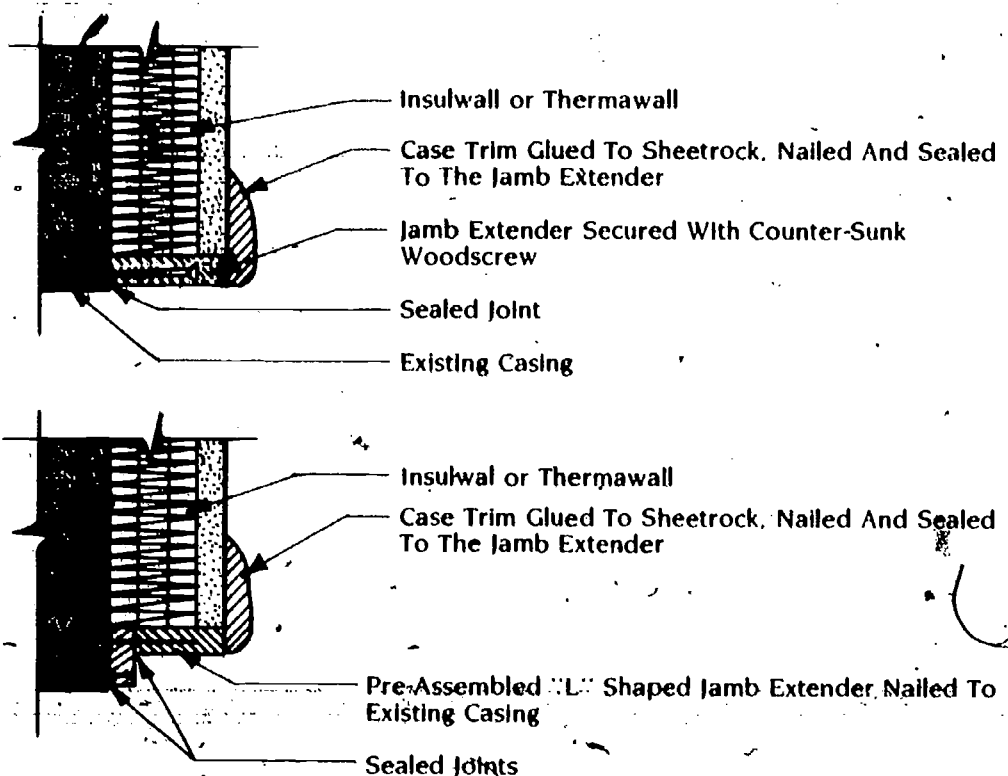 Insulwall or Thermawall
Case Trim Glued To Sheetrock, Nailed And Sealed
To The Jamb Extender
Jamb Extender Secured With Counter-Sunk
Woodscrew
Sealed Joint
Existing Casing
Insulwal or Thermawall
Case Trim Glued To Sheetrock, Nailed And Sealed
To The Jamb Extender
Pre-Assembled "L" Shaped Jamb Extender Nailed To
Existing Casing
Sealed Joints